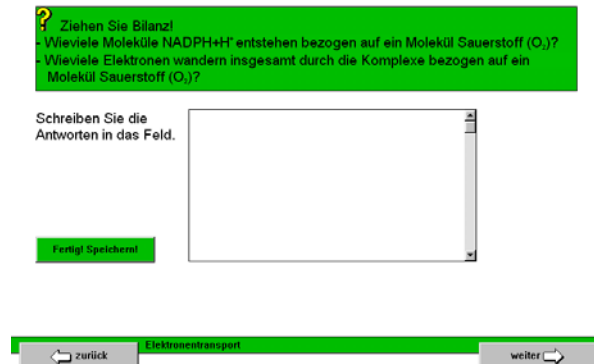 ? Ziehen Sie Bilanz!
- Wieviele Moleküle NADPH+H⁺ entstehen bezogen auf ein Molekül Sauerstoff (O₂)?
- Wieviele Elektronen wandern insgesamt durch die Komplexe bezogen auf ein
Molekül Sauerstoff (O₂)?
Schreiben Sie die
Antworten in das Feld.
Fertig! Speichern!
Elektronentransport
zurück
weiter